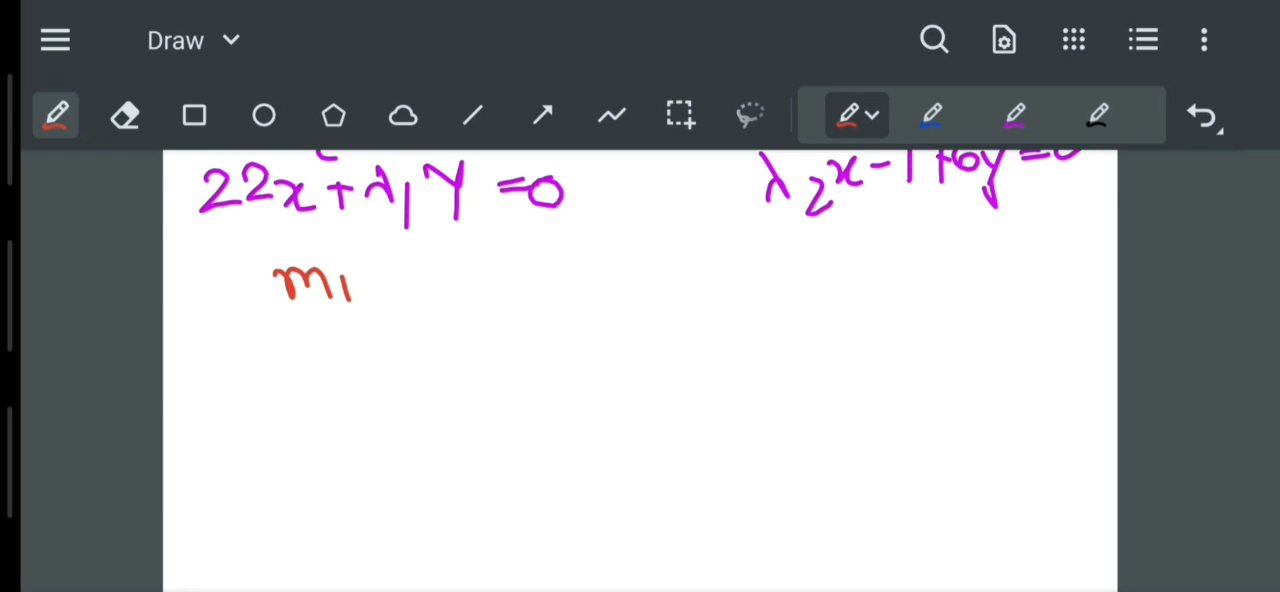 Draw
22x+λ₁y=0
λ₂x-1+6y=0
m₁